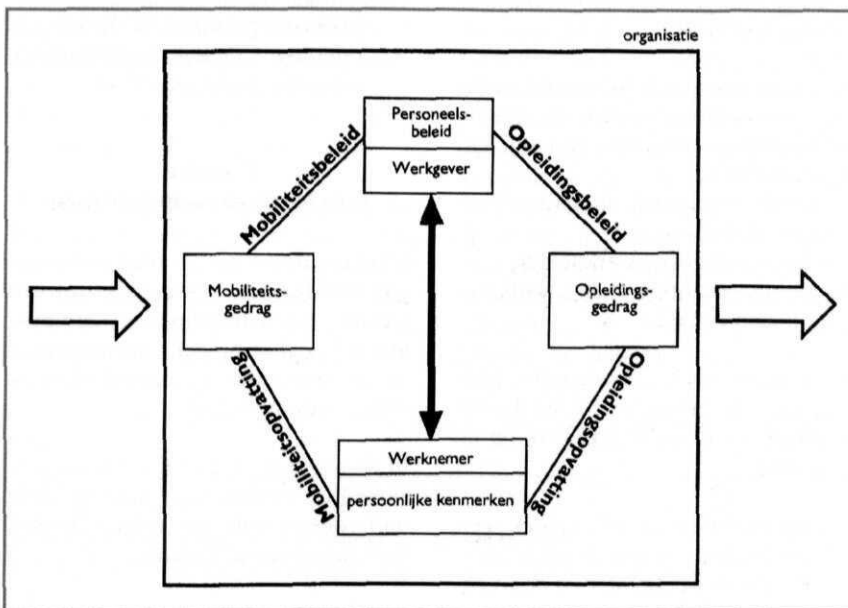 organisatie
Personeels-
beleid
Werkgever
Mobiliteitsbeleid
Opleidingsbeleid
Mobiliteits-
gedrag
Opleidings-
gedrag
Mobiliteitsopvatting
Opleidingsopvatting
Werknemer
persoonlijke kenmerken